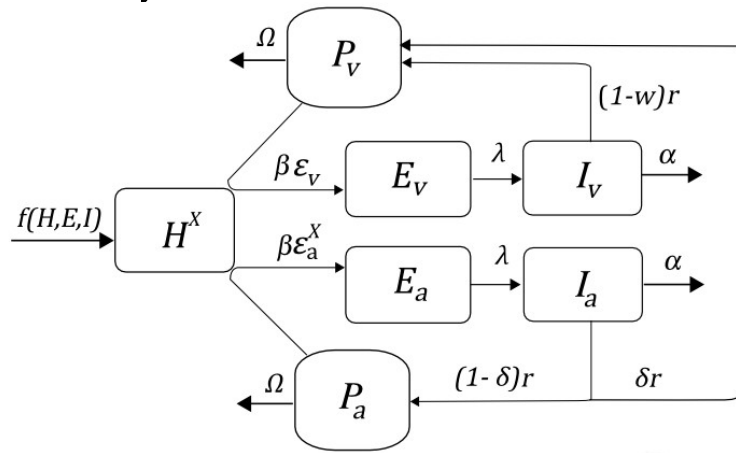 Ω
P_v
(1-w)r
βε_v
E_v
λ
I_v
α
f(H,E,I)
H^X
βε_a^X
E_a
λ
I_a
α
Ω
P_a
(1- δ)r
δr